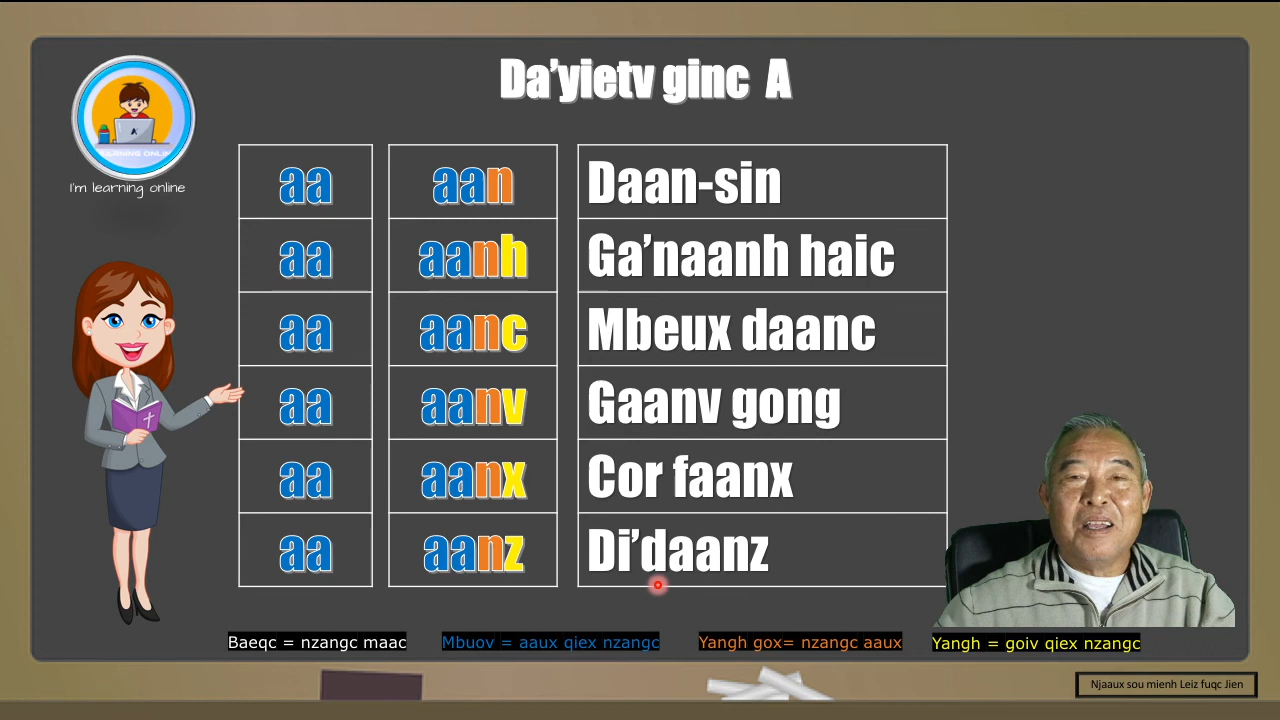 Da’yietv ginc A
I'm learning online
aa aan Daan-sin
aa aanh Ga’naanh haic
aa aanc Mbeux daanc
aa aanv Gaanv gong
aa aanx Cor faanx
aa aanz Di’daanz
Baeqc = nzangc maac
Mbuov = aaux qiex nzangc
Yangh gox= nzangc aaux
Yangh = goiv qiex nzangc
Njaaux sou mienh Leiz fuqc Jien